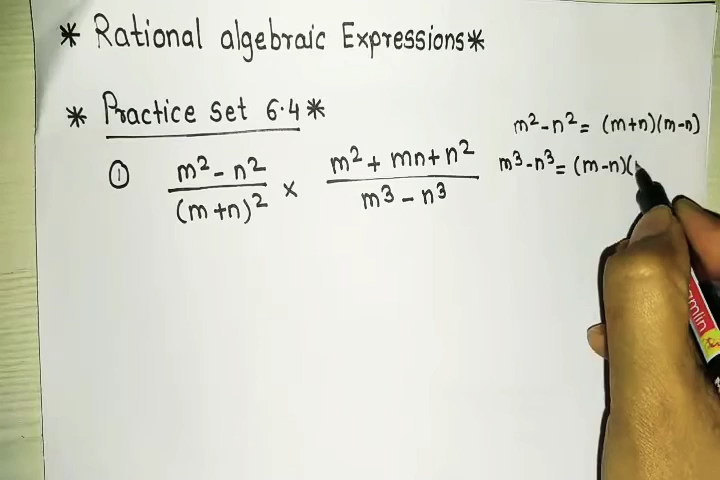 * Rational algebraic Expressions *
* Practice set 6.4 *
① m² - n² / (m + n)² × m² + mn + n² / m³ - n³
m² - n² = (m+n)(m-n)
m³ - n³ = (m-n)(